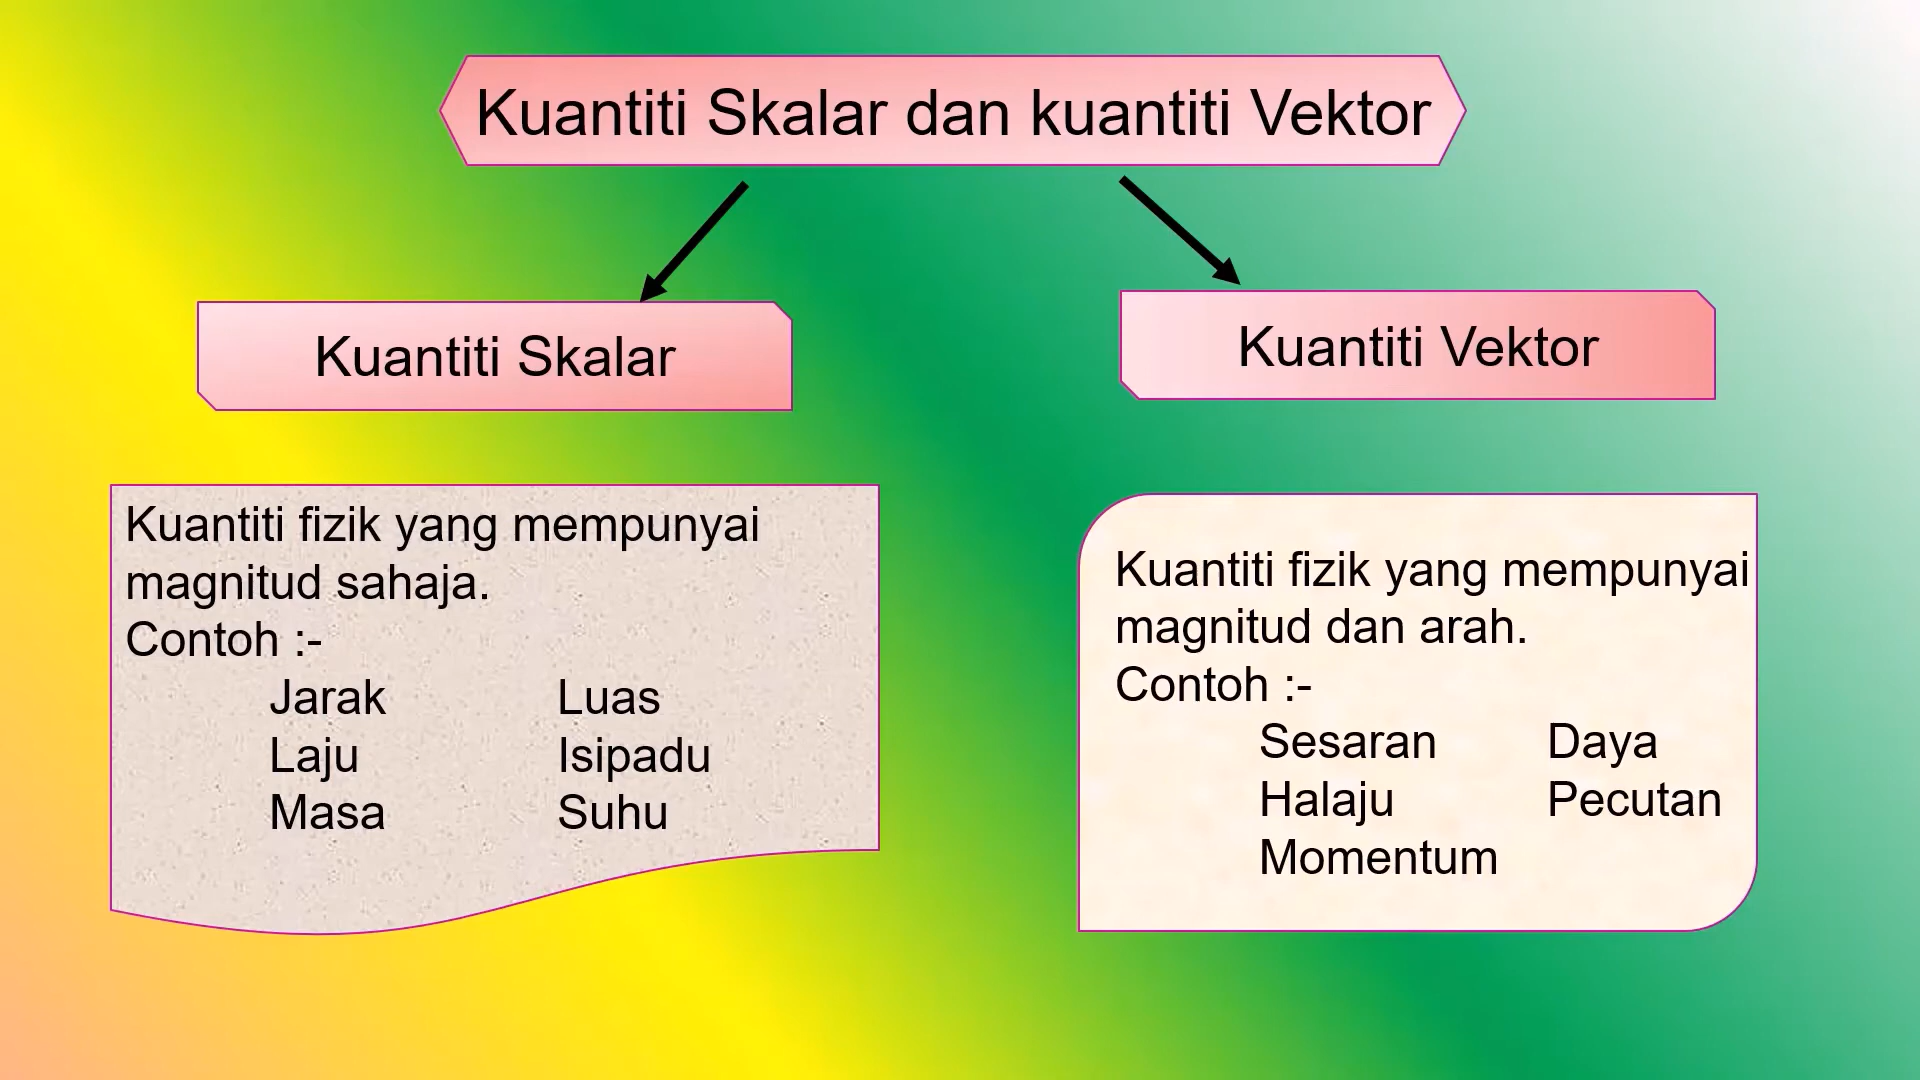 Kuantiti Skalar dan kuantiti Vektor
Kuantiti Skalar
Kuantiti fizik yang mempunyai
magnitud sahaja.
Contoh :-
Jarak Luas
Laju Isipadu
Masa Suhu
Kuantiti Vektor
Kuantiti fizik yang mempunyai
magnitud dan arah.
Contoh :-
Sesaran Daya
Halaju Pecutan
Momentum